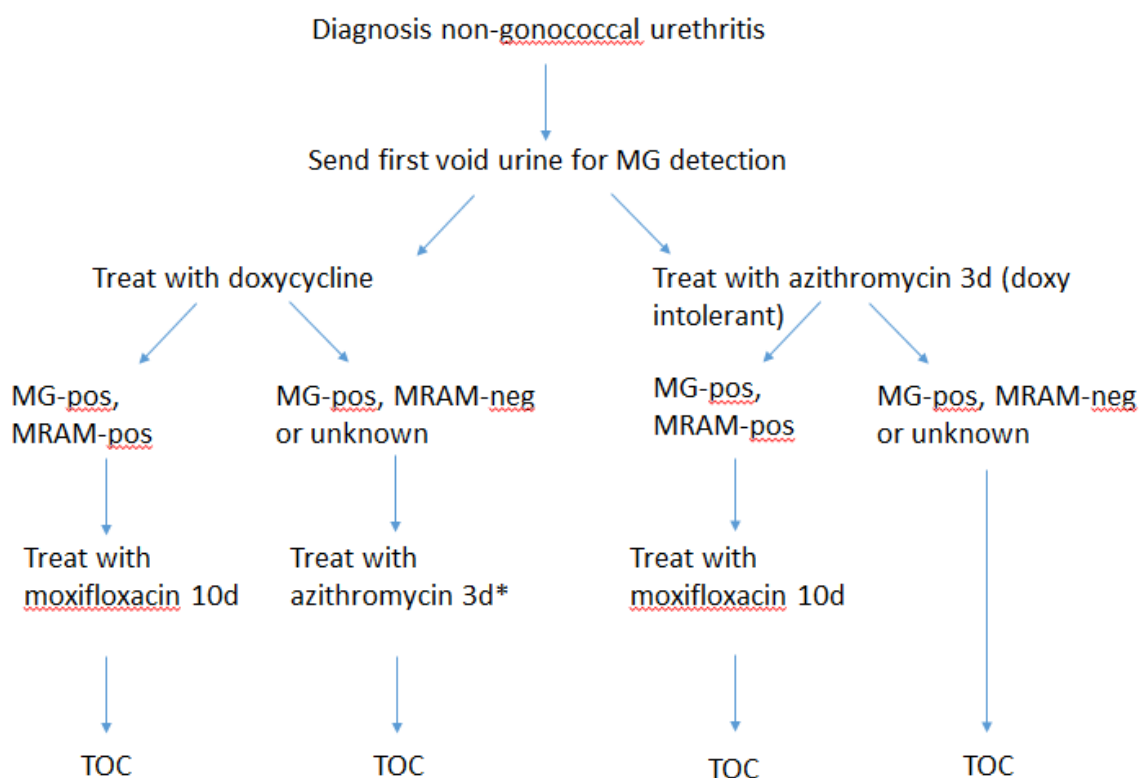 Diagnosis non-gonococcal urethritis
Send first void urine for MG detection
Treat with doxycycline
Treat with azithromycin 3d (doxy
intolerant)
MG-pos,
MRAM-pos
MG-pos, MRAM-neg
or unknown
MG-pos,
MRAM-pos
MG-pos, MRAM-neg
or unknown
Treat with
moxifloxacin 10d
Treat with
azithromycin 3d*
Treat with
moxifloxacin 10d
TOC
TOC
TOC
TOC